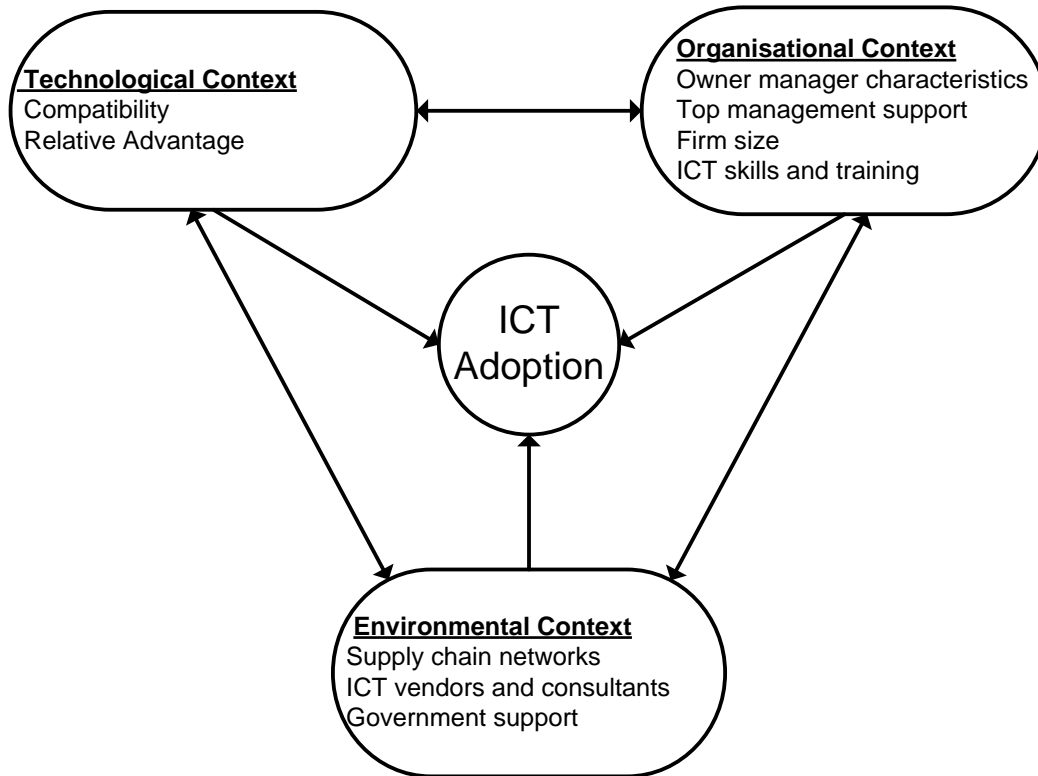 Technological Context
Compatibility
Relative Advantage
Organisational Context
Owner manager characteristics
Top management support
Firm size
ICT skills and training
ICT
Adoption
Environmental Context
Supply chain networks
ICT vendors and consultants
Government support